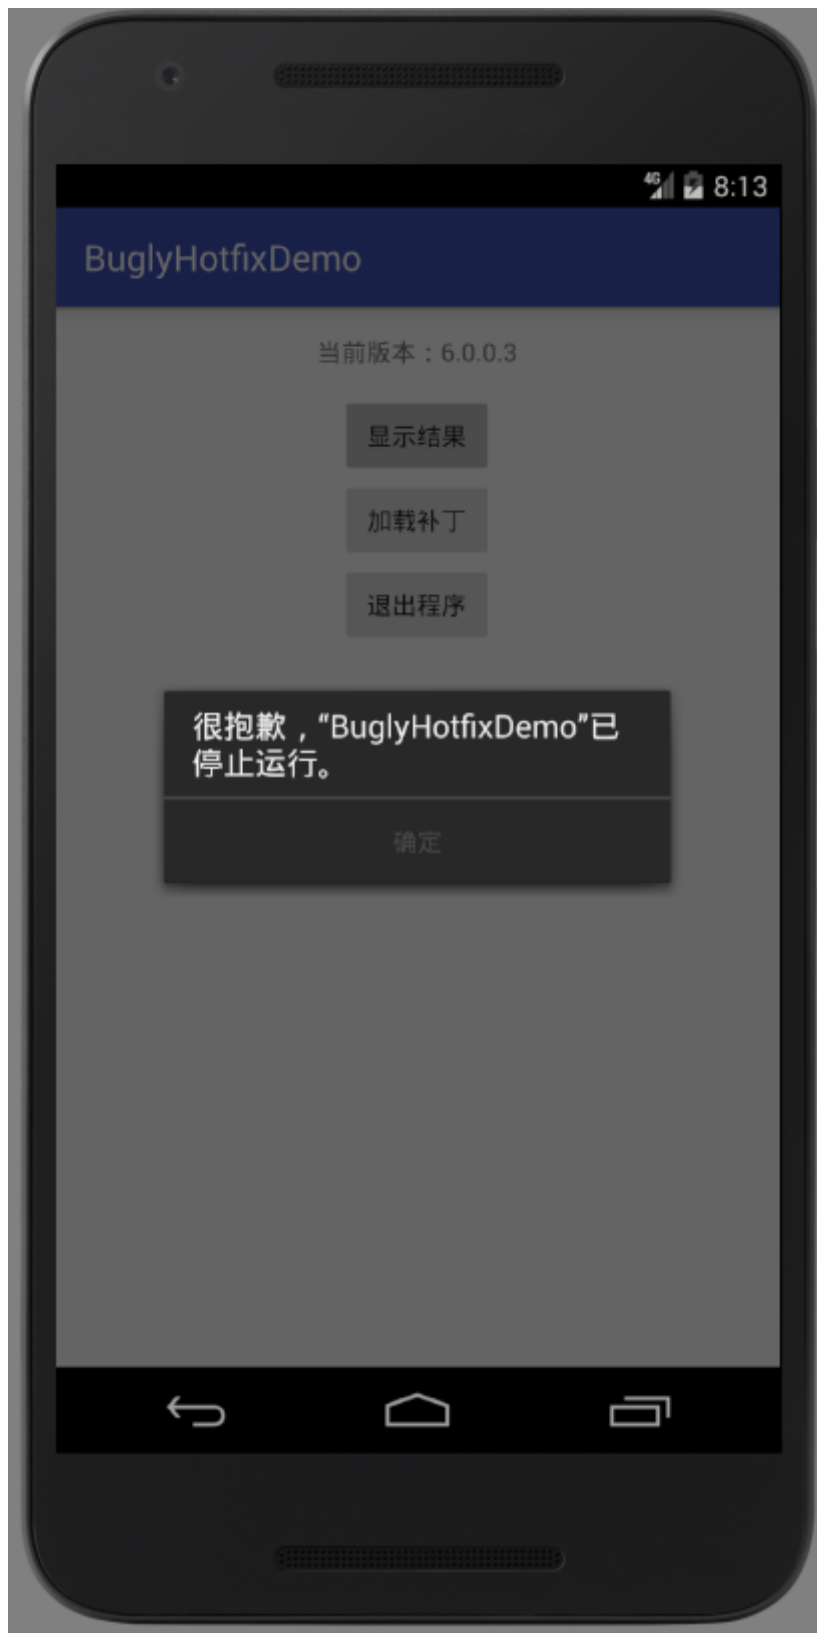 4G 8:13
BuglyHotfixDemo
当前版本：6.0.0.3
显示结果
加载补丁
退出程序
很抱歉，“BuglyHotfixDemo”已
停止运行。
确定